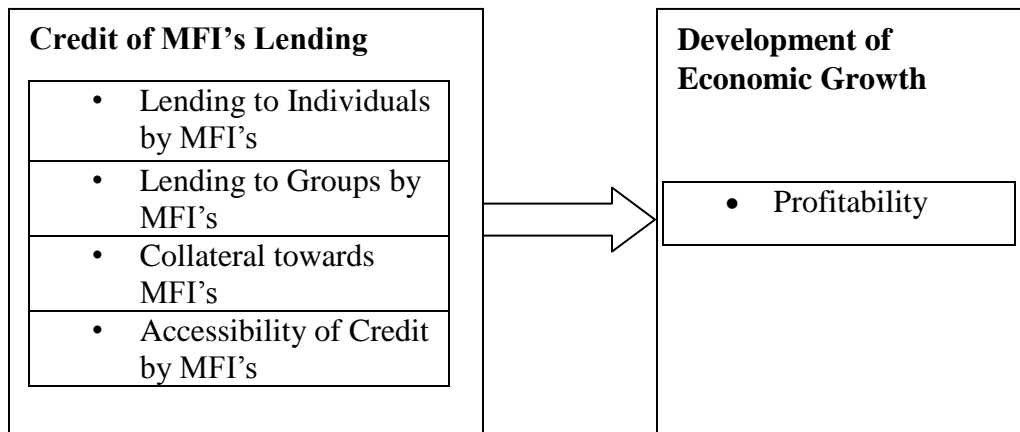 Credit of MFI’s Lending
• Lending to Individuals
by MFI’s
• Lending to Groups by
MFI’s
• Collateral towards
MFI’s
• Accessibility of Credit
by MFI’s
Development of
Economic Growth
• Profitability